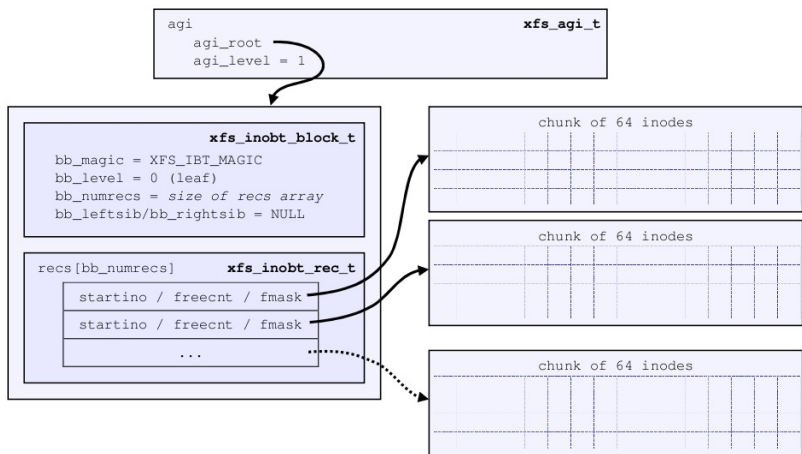 agi xfs_agi_t
agi_root
agi_level = 1
xfs_inobt_block_t
bb_magic = XFS_IBT_MAGIC
bb_level = 0 (leaf)
bb_numrecs = size of recs array
bb_leftsib/bb_rightsib = NULL
recs[bb_numrecs] xfs_inobt_rec_t
startino / freecnt / fmask
startino / freecnt / fmask
...
chunk of 64 inodes
chunk of 64 inodes
chunk of 64 inodes